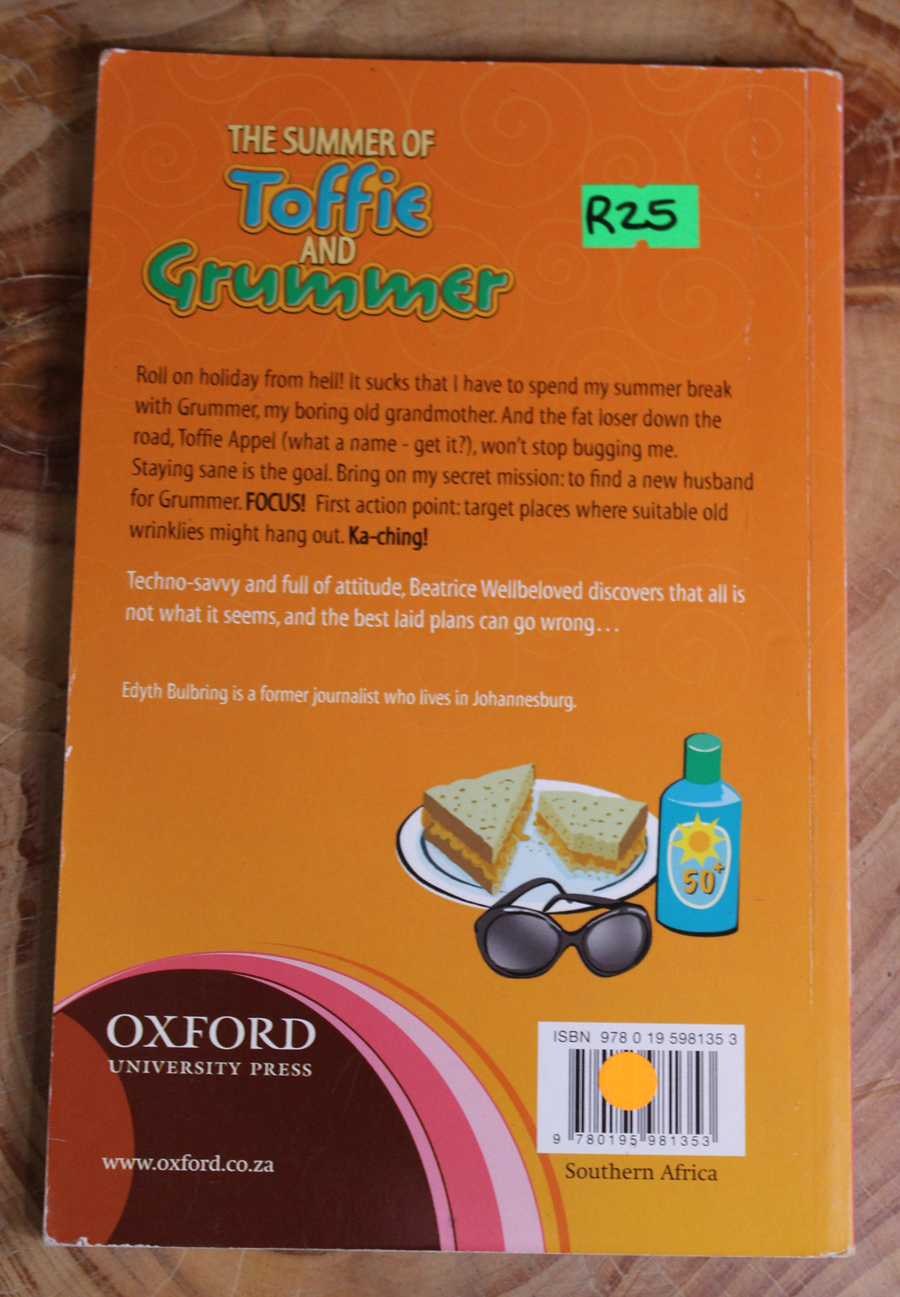 THE SUMMER OF
Toffie
AND
Grummer
R25
Roll on holiday from hell! It sucks that I have to spend my summer break
with Grummer, my boring old grandmother. And the fat loser down the
road, Toffie Appel (what a name - get it?), won't stop bugging me.
Staying sane is the goal. Bring on my secret mission: to find a new husband
for Grummer. FOCUS! First action point: target places where suitable old
wrinklies might hang out. Ka-ching!
Techno-savvy and full of attitude, Beatrice Wellbeloved discovers that all is
not what it seems, and the best laid plans can go wrong...
Edyth Bulbring is a former journalist who lives in Johannesburg.
50+
OXFORD
UNIVERSITY PRESS
www.oxford.co.za
ISBN 978 0 19 598135 3
9 780195 981353
Southern Africa